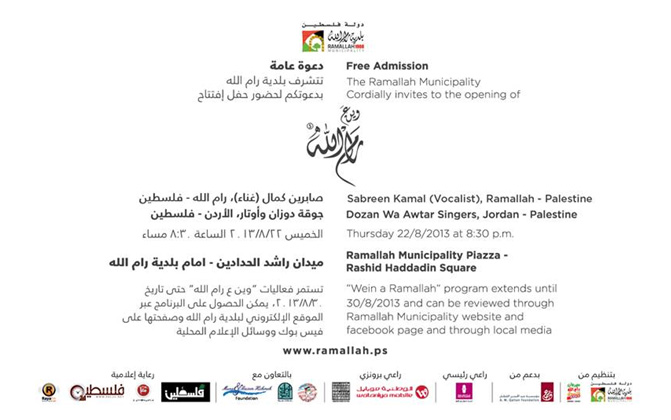 دولة فلسطين
بلدية رام الله
RAMALLAH 1908
MUNICIPALITY
دعوة عامة
تتشرف بلدية رام الله
بدعوتكم لحضور حفل إفتتاح
Free Admission
The Ramallah Municipality
Cordially invites to the opening of
وين ع
رام الله
صابرين كمال (غناء)، رام الله - فلسطين
جوقة دوزان وأوتار، الأردن - فلسطين
الخميس ٢٠١٣/٨/٢٢ الساعة ٨:٣٠ مساء
Sabreen Kamal (Vocalist), Ramallah - Palestine
Dozan Wa Awtar Singers, Jordan - Palestine
Thursday 22/8/2013 at 8:30 p.m.
ميدان راشد الحدادين - امام بلدية رام الله
Ramallah Municipality Piazza -
Rashid Haddadin Square
تستمر فعاليات "وين ع رام الله" حتى تاريخ
٢٠١٣/٨/٣٠، يمكن الحصول على البرنامج عبر
الموقع الإلكتروني لبلدية رام الله وصفحتها على
فيس بوك ووسائل الإعلام المحلية
"Wein a Ramallah" program extends until
30/8/2013 and can be reviewed through
Ramallah Municipality website and
facebook page and through local media
www.ramallah.ps
بتنظيم من
بدعم من
راعي رئيسي
راعي برونزي
بالتعاون مع
رعاية إعلامية
الوطنية موبايل
wataniya mobile
foundation
فلسطين
فلسطين
Raya